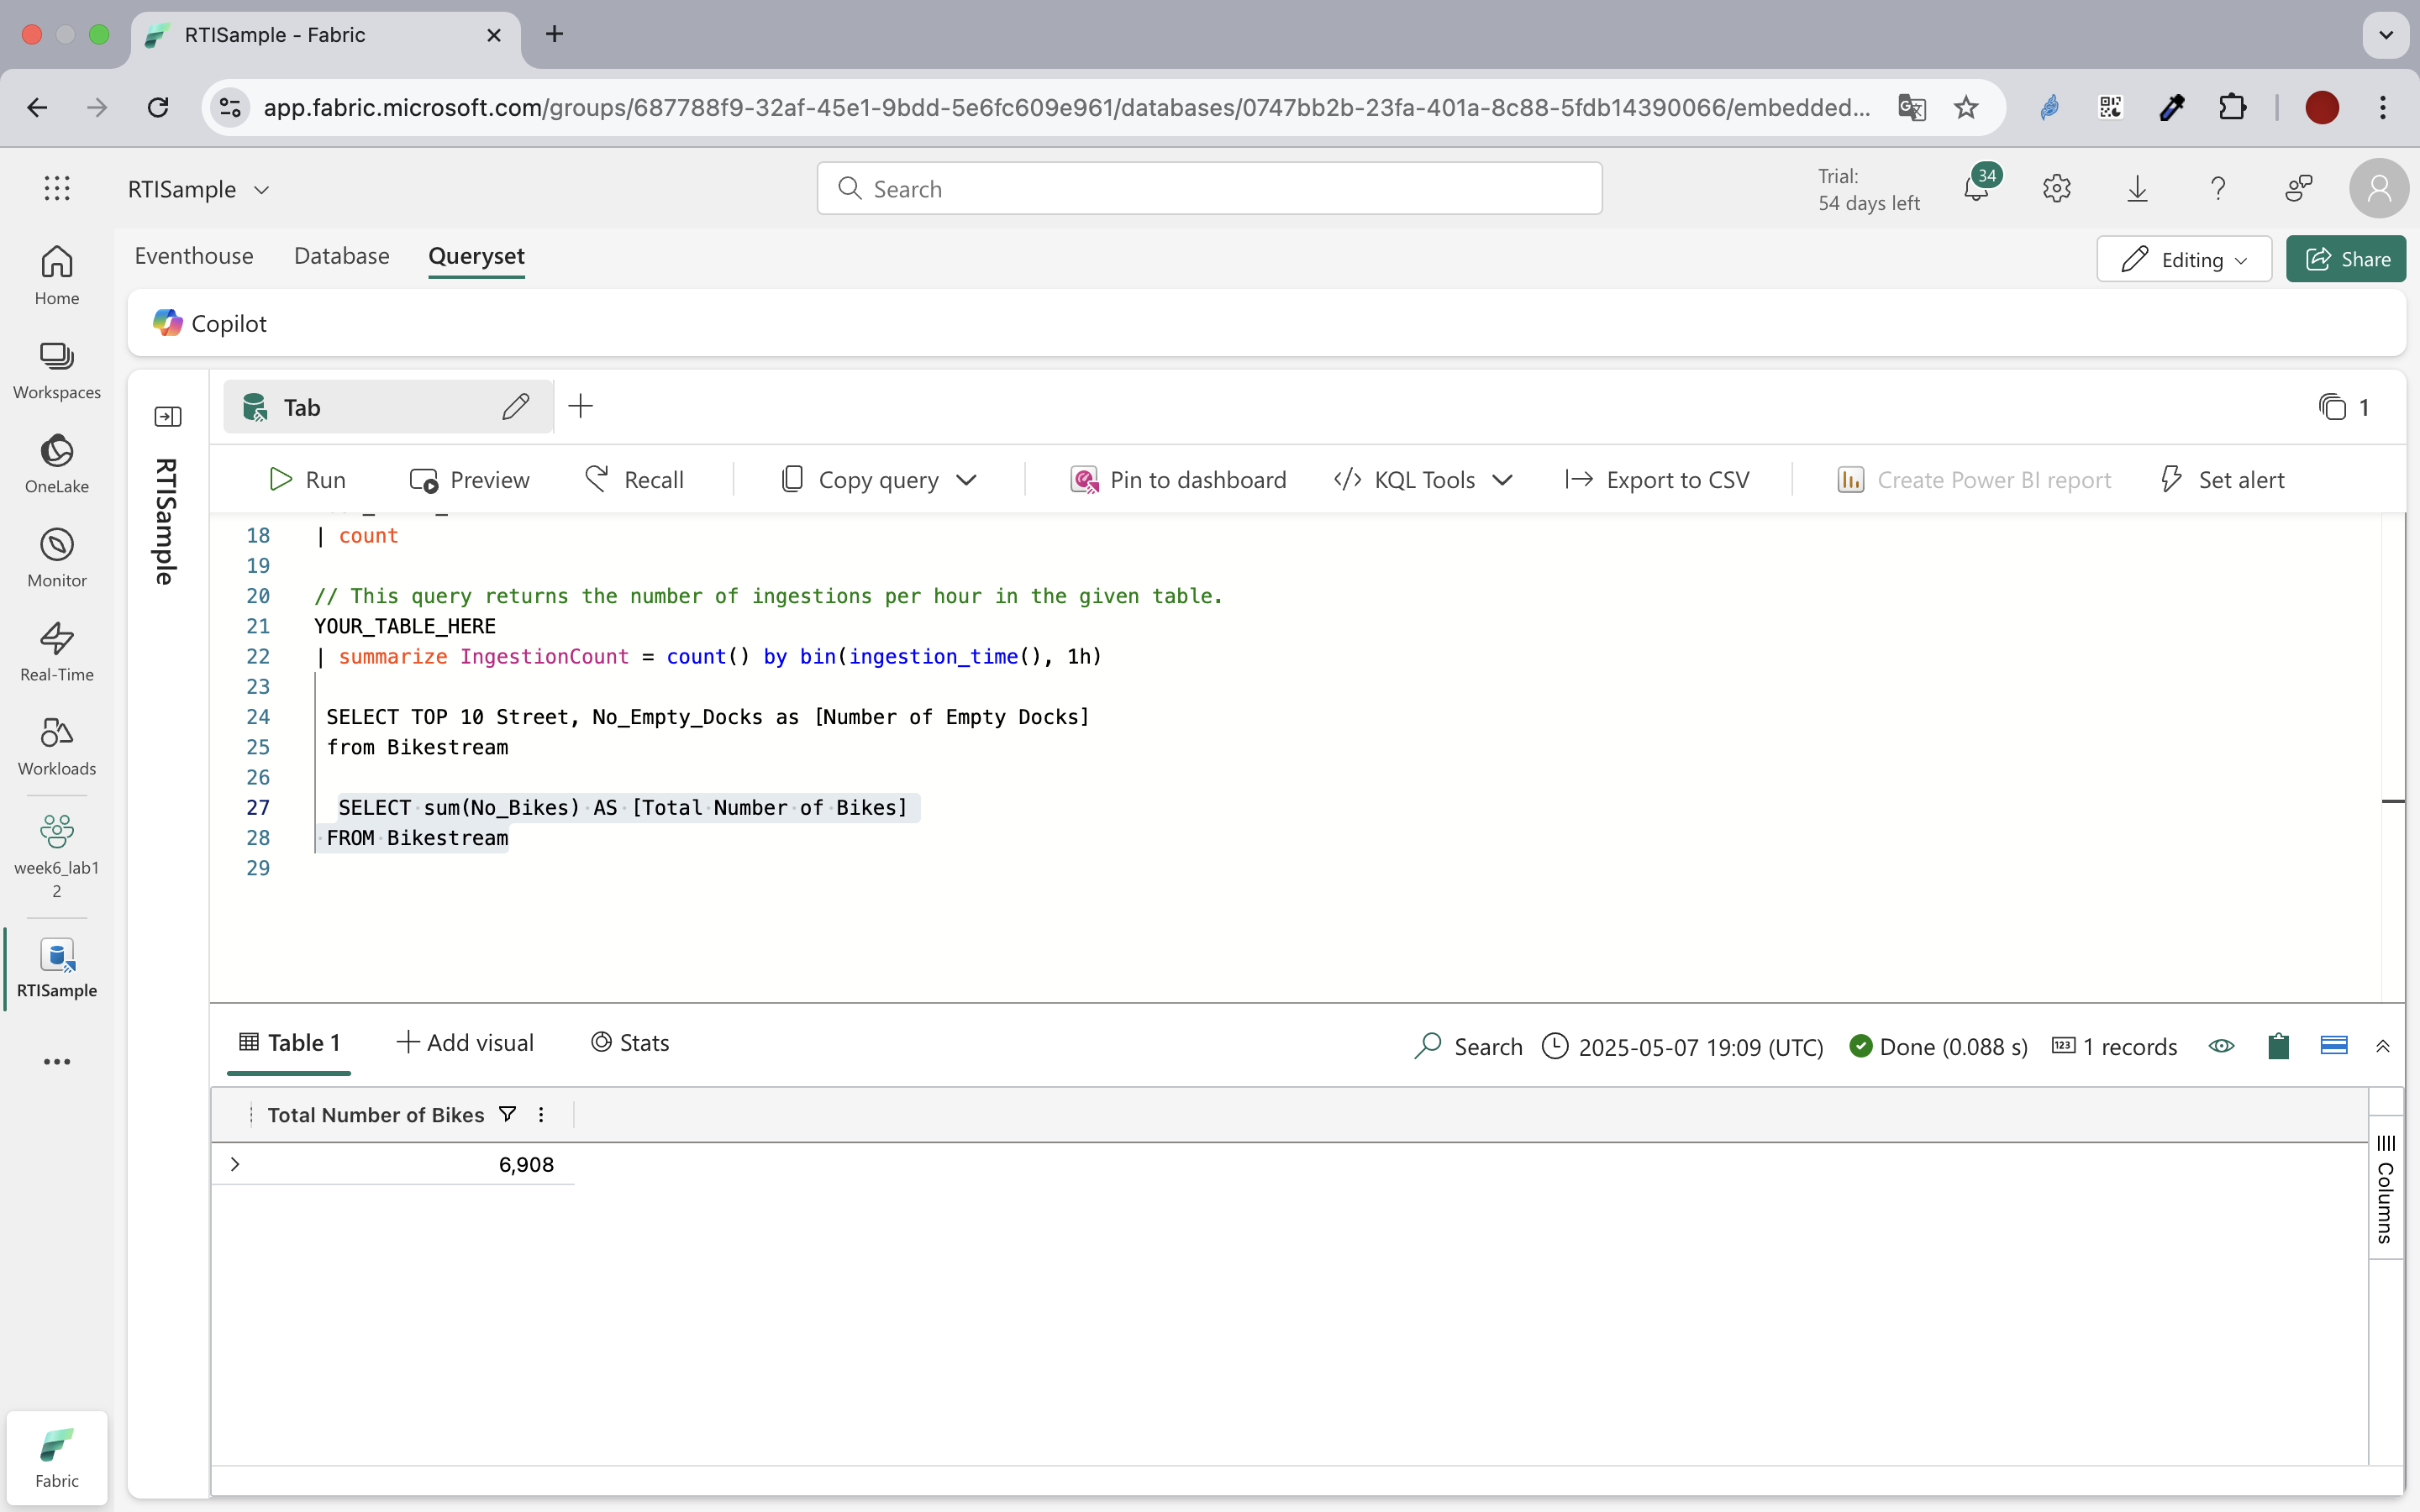 RTISample - Fabric
app.fabric.microsoft.com/groups/687788f9-32af-45e1-9bdd-5e6fc609e961/databases/0747bb2b-23fa-401a-8c88-5fdb14390066/embedded...
RTISample
Search
Trial:
54 days left
34
Eventhouse
Database
Queryset
Editing
Share
Home
Workspaces
OneLake
Monitor
Real-Time
Workloads
week6_lab1
2
RTISample
Fabric
Copilot
RTISample
Tab
1
Run
Preview
Recall
Copy query
Pin to dashboard
KQL Tools
Export to CSV
Create Power BI report
Set alert
18 | count
19
20 // This query returns the number of ingestions per hour in the given table.
21 YOUR_TABLE_HERE
22 | summarize IngestionCount = count() by bin(ingestion_time(), 1h)
23
24 SELECT TOP 10 Street, No_Empty_Docks as [Number of Empty Docks]
25 from Bikestream
26
27 SELECT sum(No_Bikes) AS [Total Number of Bikes]
28 FROM Bikestream
29
Table 1
Add visual
Stats
Search
2025-05-07 19:09 (UTC)
Done (0.088 s)
123 1 records
Total Number of Bikes
6,908
Columns